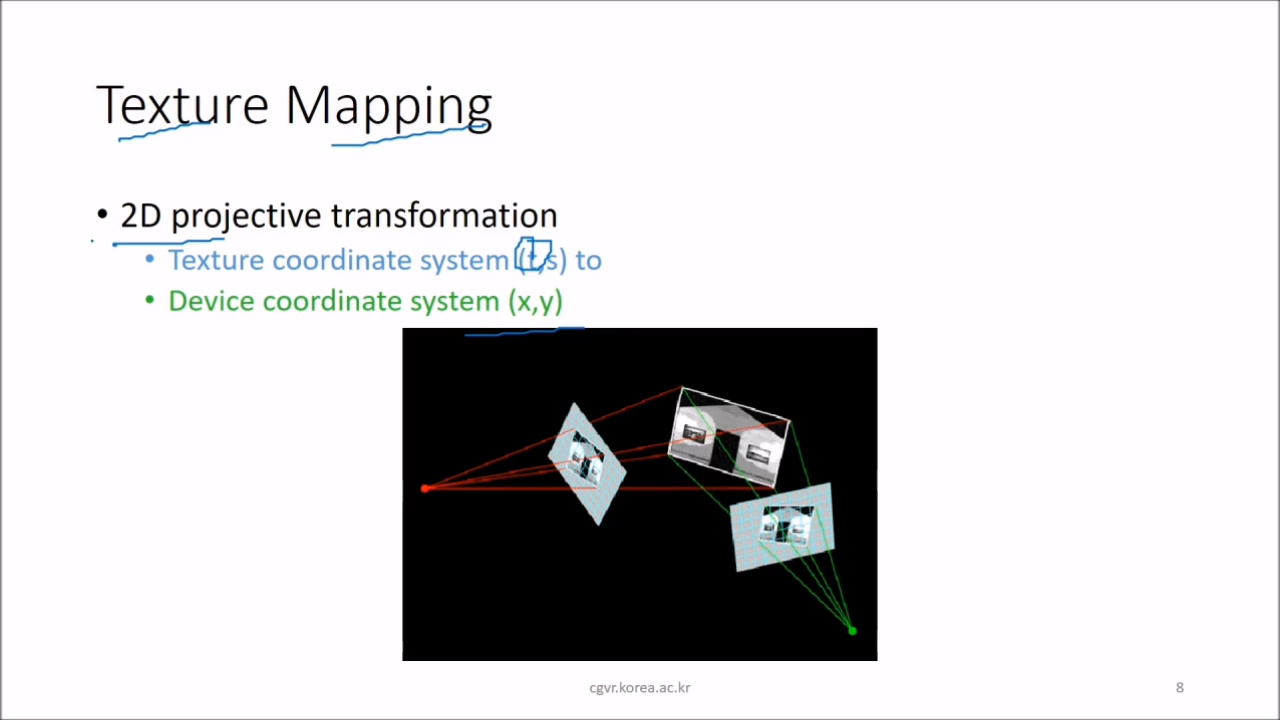 Texture Mapping
• 2D projective transformation
• Texture coordinate system (t,s) to
• Device coordinate system (x,y)
cgvr.korea.ac.kr
8